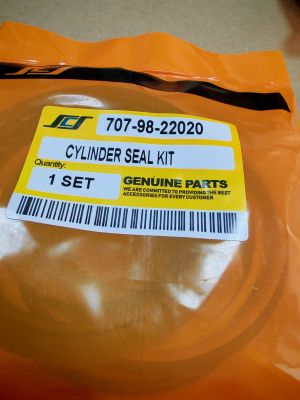 707-98-22020
CYLINDER SEAL KIT
Quantity:
1 SET
GENUINE PARTS
WE ARE COMMITTED TO PROVIDING THE BEST
ACCESSORIES FOR EVERY CUSTOMER